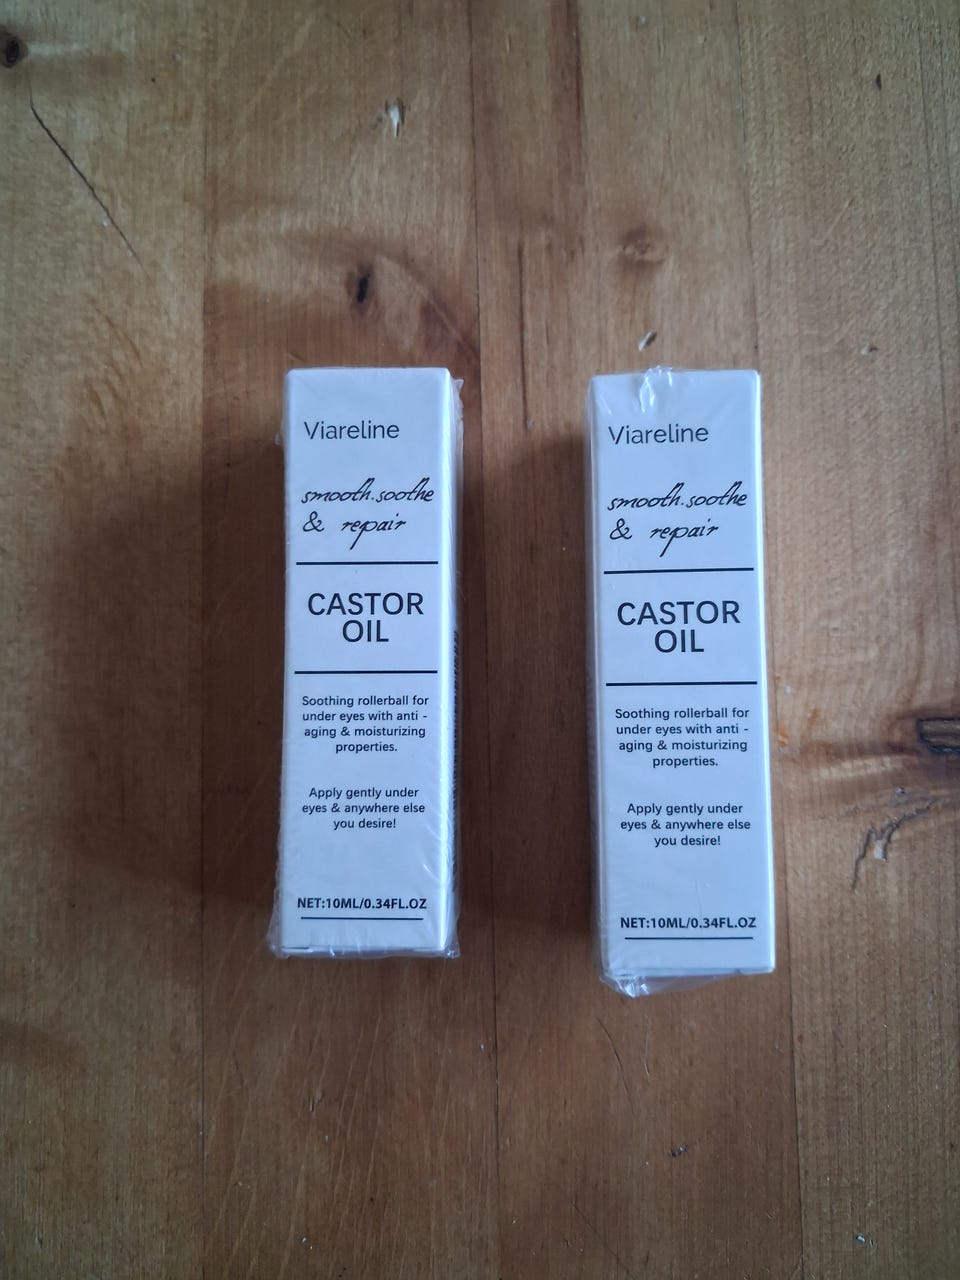 Viareline
smooth.soothe
& repair
CASTOR
OIL
Soothing rollerball for
under eyes with anti -
aging & moisturizing
properties.
Apply gently under
eyes & anywhere else
you desire!
NET:10ML/0.34FL.OZ
Viareline
smooth.soothe
& repair
CASTOR
OIL
Soothing rollerball for
under eyes with anti -
aging & moisturizing
properties.
Apply gently under
eyes & anywhere else
you desire!
NET:10ML/0.34FL.OZ